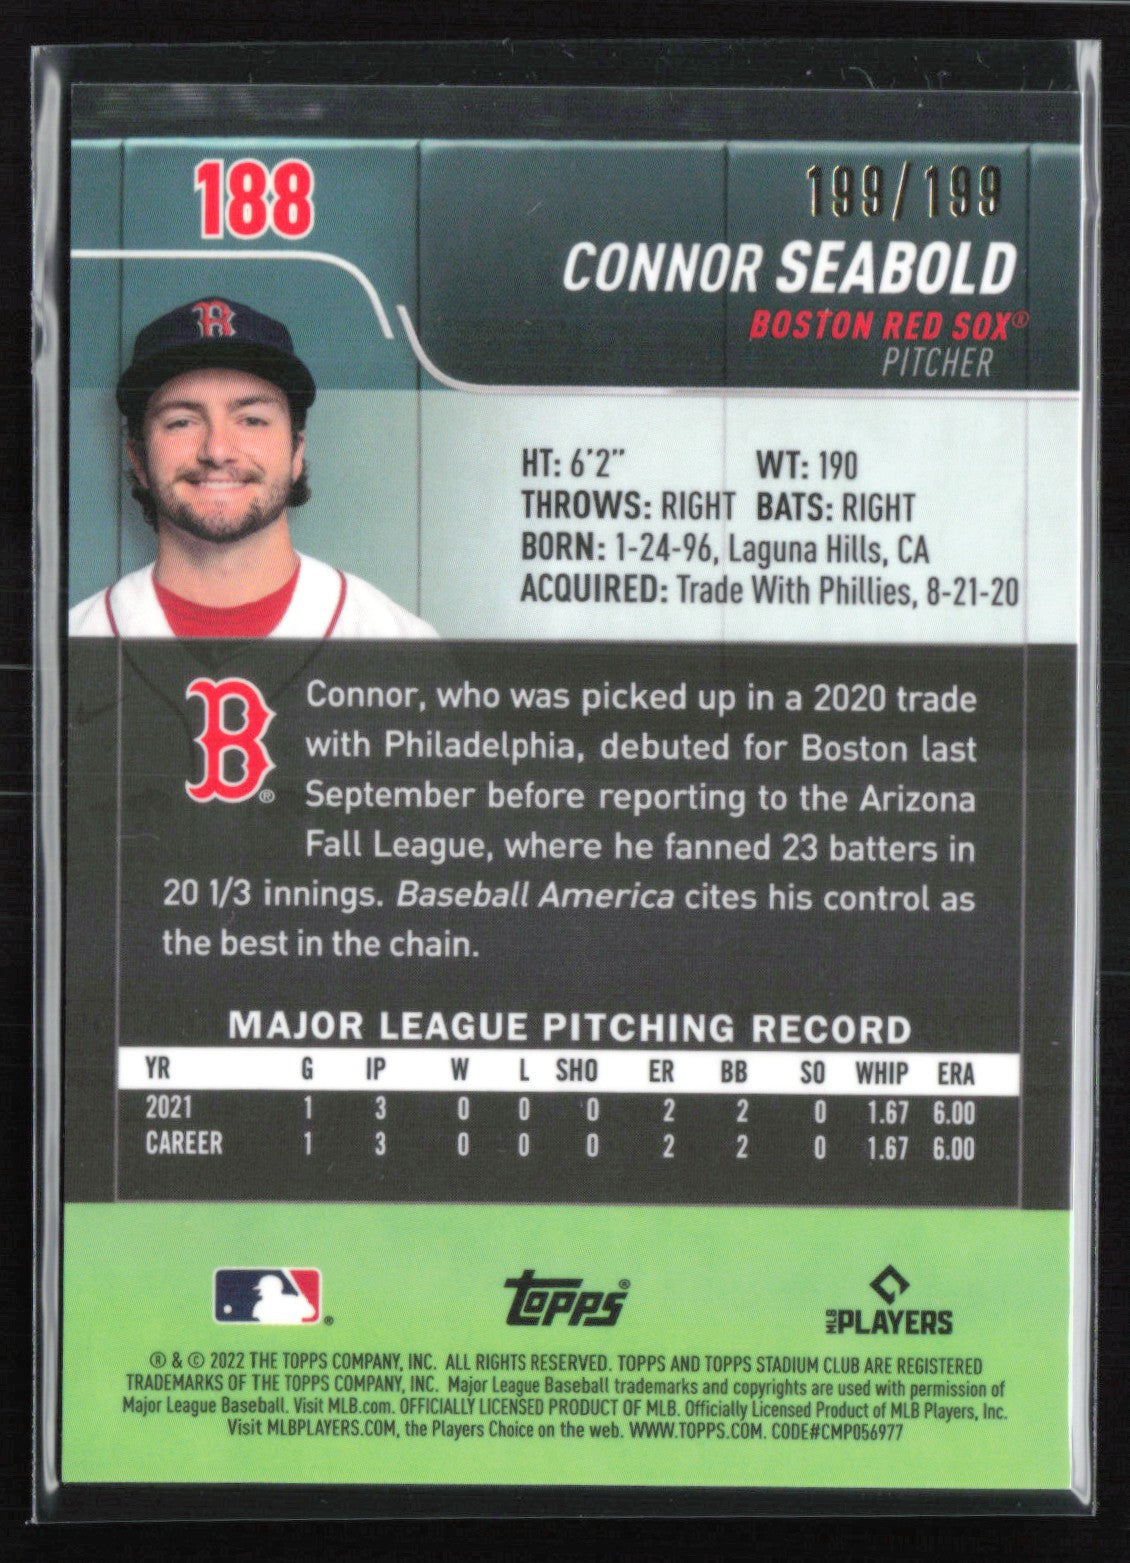 188
199/199
CONNOR SEABOLD
BOSTON RED SOX®
PITCHER
B
HT: 6'2" WT: 190
THROWS: RIGHT BATS: RIGHT
BORN: 1-24-96, Laguna Hills, CA
ACQUIRED: Trade With Phillies, 8-21-20
B®
Connor, who was picked up in a 2020 trade
with Philadelphia, debuted for Boston last
September before reporting to the Arizona
Fall League, where he fanned 23 batters in
20 1/3 innings. Baseball America cites his control as
the best in the chain.
MAJOR LEAGUE PITCHING RECORD
YR G IP W L SHO ER BB SO WHIP ERA
2021 1 3 0 0 0 2 2 0 1.67 6.00
CAREER 1 3 0 0 0 2 2 0 1.67 6.00
®
Topps®
MLB PLAYERS
® & © 2022 THE TOPPS COMPANY, INC. ALL RIGHTS RESERVED. TOPPS AND TOPPS STADIUM CLUB ARE REGISTERED
TRADEMARKS OF THE TOPPS COMPANY, INC. Major League Baseball trademarks and copyrights are used with permission of
Major League Baseball. Visit MLB.com. OFFICIALLY LICENSED PRODUCT OF MLB. Officially Licensed Product of MLB Players, Inc.
Visit MLBPLAYERS.COM, the Players Choice on the web. WWW.TOPPS.COM. CODE#CMP056977